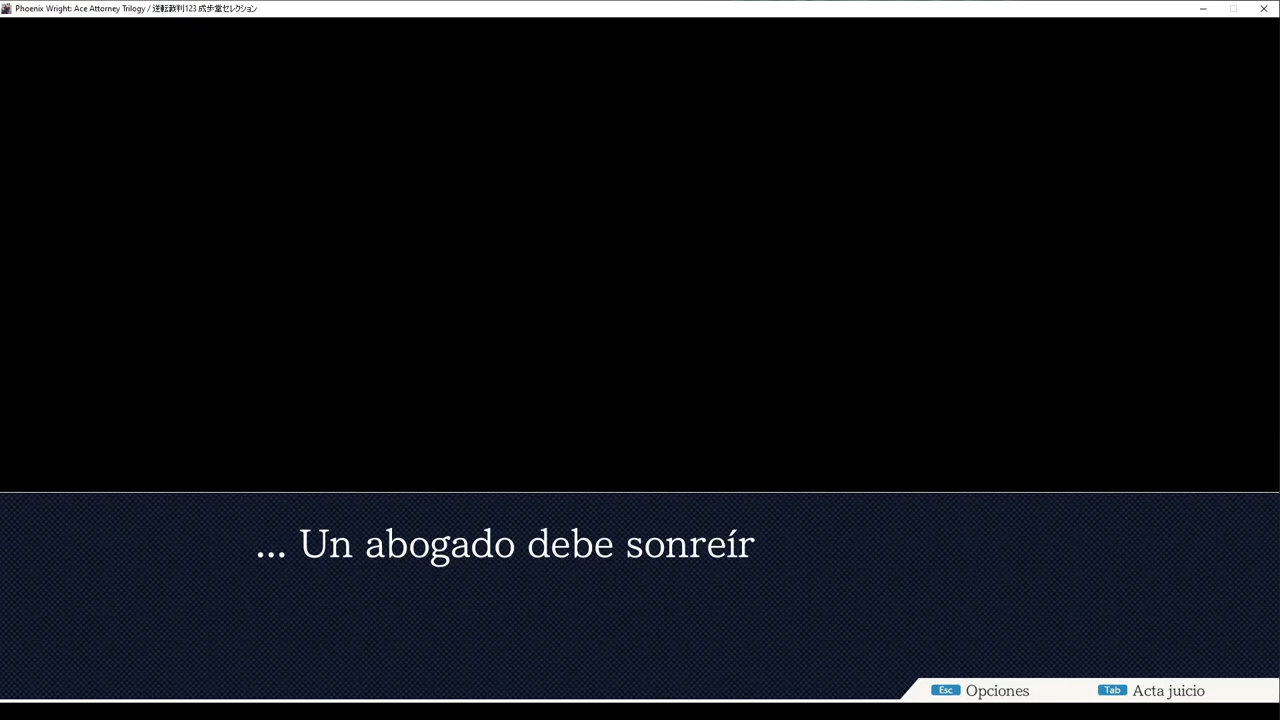 Phoenix Wright: Ace Attorney Trilogy / 逆転裁判123 成歩堂セレクション
... Un abogado debe sonreír
Esc Opciones Tab Acta juicio